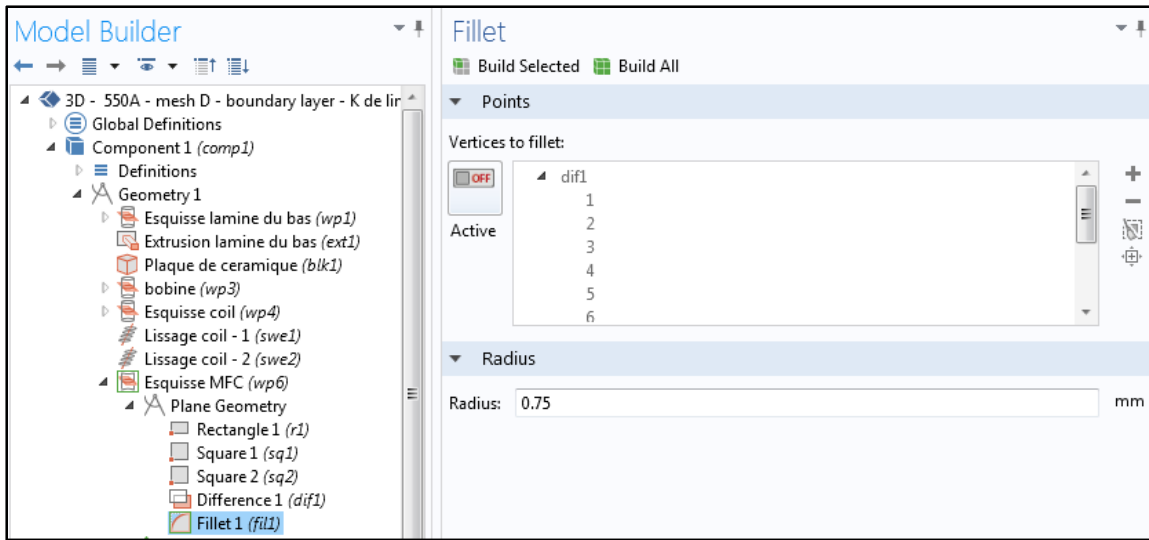 Model Builder
3D - 550A - mesh D - boundary layer - K de lir
Global Definitions
Component 1 (comp1)
Definitions
Geometry 1
Esquisse lamine du bas (wp1)
Extrusion lamine du bas (ext1)
Plaque de ceramique (blk1)
bobine (wp3)
Esquisse coil (wp4)
Lissage coil - 1 (swe1)
Lissage coil - 2 (swe2)
Esquisse MFC (wp6)
Plane Geometry
Rectangle 1 (r1)
Square 1 (sq1)
Square 2 (sq2)
Difference 1 (dif1)
Fillet 1 (fil1)
Fillet
Build Selected Build All
Points
Vertices to fillet:
OFF
Active
dif1
1
2
3
4
5
6
Radius
Radius: 0.75 mm